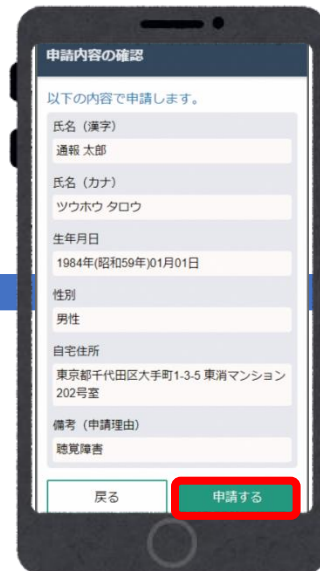 申請内容の確認
以下の内容で申請します。
氏名（漢字）
通報 太郎
氏名（カナ）
ツウホウ タロウ
生年月日
1984年(昭和59年)01月01日
性別
男性
自宅住所
東京都千代田区大手町1-3-5 東消マンション
202号室
備考（申請理由）
聴覚障害
戻る
申請する